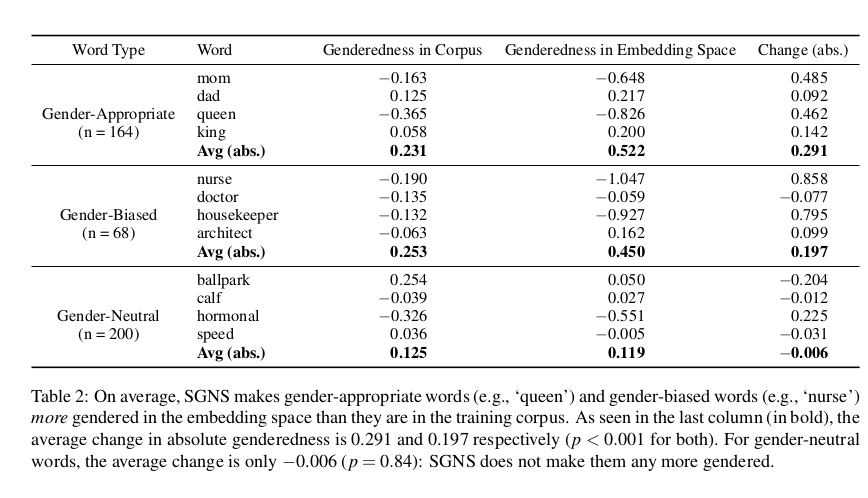 Word Type Word Genderedness in Corpus Genderedness in Embedding Space Change (abs.)
mom −0.163 −0.648 0.485
dad 0.125 0.217 0.092
Gender-Appropriate queen −0.365 −0.826 0.462
(n = 164) king 0.058 0.200 0.142
Avg (abs.) 0.231 0.522 0.291
nurse −0.190 −1.047 0.858
doctor −0.135 −0.059 −0.077
Gender-Biased housekeeper −0.132 −0.927 0.795
(n = 68) architect −0.063 0.162 0.099
Avg (abs.) 0.253 0.450 0.197
ballpark 0.254 0.050 −0.204
calf −0.039 0.027 −0.012
Gender-Neutral hormonal −0.326 −0.551 0.225
(n = 200) speed 0.036 −0.005 −0.031
Avg (abs.) 0.125 0.119 −0.006
Table 2: On average, SGNS makes gender-appropriate words (e.g., ‘queen’) and gender-biased words (e.g., ‘nurse’)
more gendered in the embedding space than they are in the training corpus. As seen in the last column (in bold), the
average change in absolute genderedness is 0.291 and 0.197 respectively (p < 0.001 for both). For gender-neutral
words, the average change is only −0.006 (p = 0.84): SGNS does not make them any more gendered.